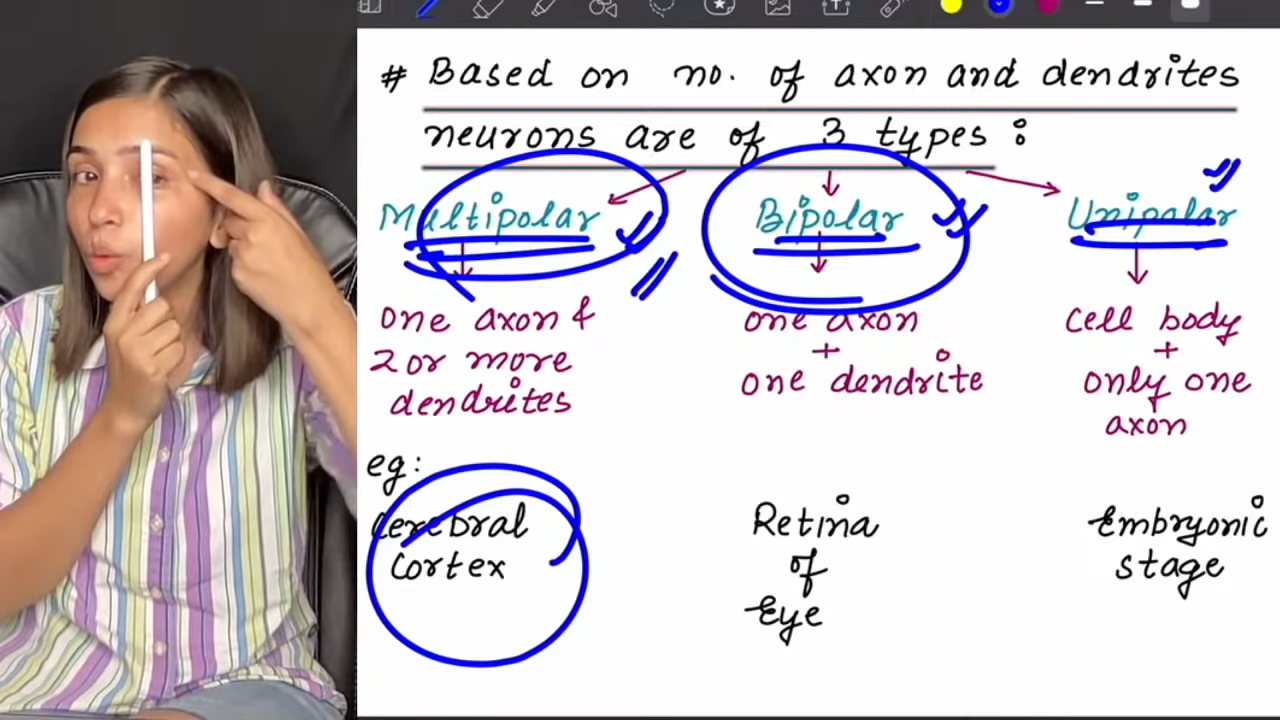 # Based on no. of axon and dendrites
neurons are of 3 types :
Multipolar Bipolar Unipolar
one axon & 2 or more dendrites
one axon + one dendrite
cell body + only one axon
eg:
Cerebral Cortex
Retina of Eye
Embryonic stage